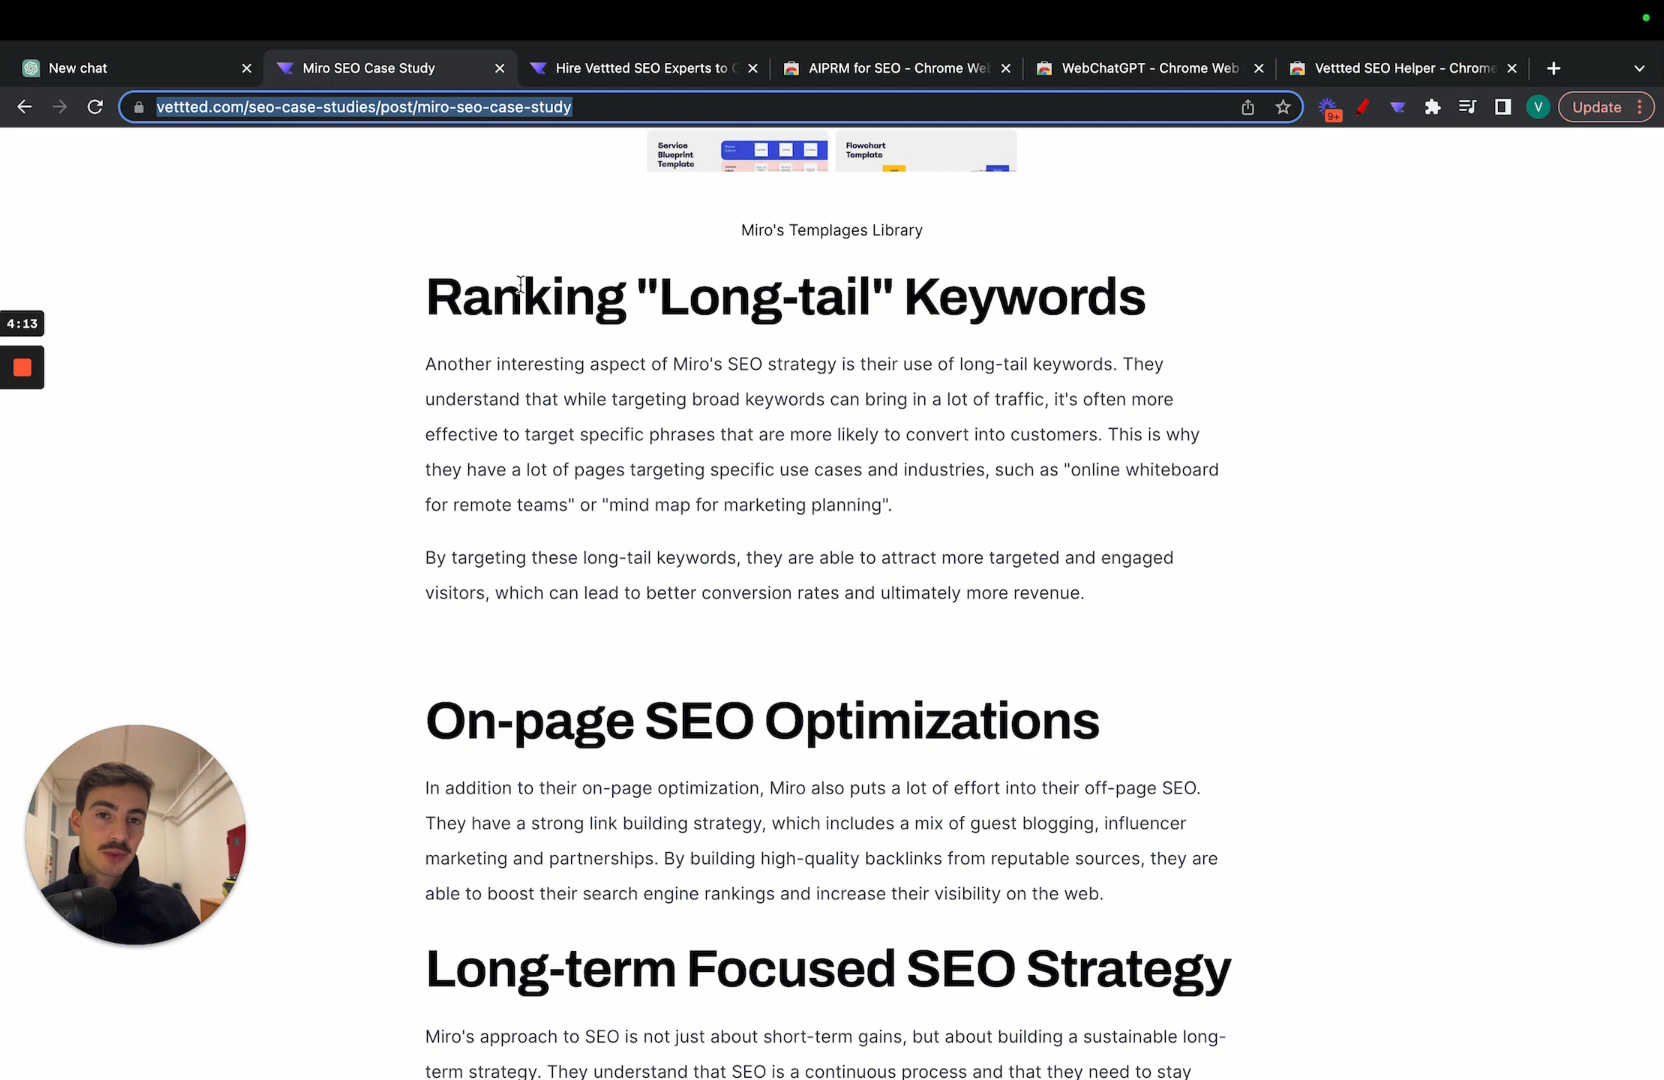 New chat
Miro SEO Case Study
Hire Vettted SEO Experts to
AIPRM for SEO - Chrome We
WebChatGPT - Chrome Web
Vettted SEO Helper - Chrome
vettted.com/seo-case-studies/post/miro-seo-case-study
9+
V
Update
Service
Blueprint
Template
Flowchart
Template
Miro's Templages Library
Ranking "Long-tail" Keywords
4:13
Another interesting aspect of Miro's SEO strategy is their use of long-tail keywords. They
understand that while targeting broad keywords can bring in a lot of traffic, it's often more
effective to target specific phrases that are more likely to convert into customers. This is why
they have a lot of pages targeting specific use cases and industries, such as "online whiteboard
for remote teams" or "mind map for marketing planning".
By targeting these long-tail keywords, they are able to attract more targeted and engaged
visitors, which can lead to better conversion rates and ultimately more revenue.
On-page SEO Optimizations
In addition to their on-page optimization, Miro also puts a lot of effort into their off-page SEO.
They have a strong link building strategy, which includes a mix of guest blogging, influencer
marketing and partnerships. By building high-quality backlinks from reputable sources, they are
able to boost their search engine rankings and increase their visibility on the web.
Long-term Focused SEO Strategy
Miro's approach to SEO is not just about short-term gains, but about building a sustainable long-
term strategy. They understand that SEO is a continuous process and that they need to stay